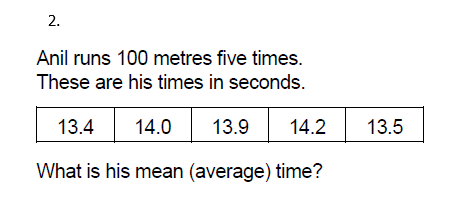 2.
Anil runs 100 metres five times.
These are his times in seconds.
13.4 14.0 13.9 14.2 13.5
What is his mean (average) time?